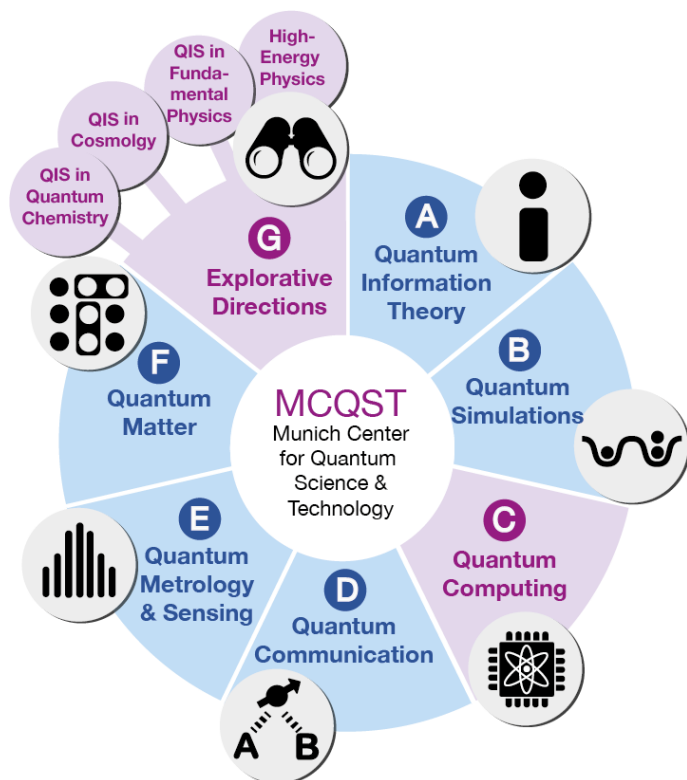 High-
Energy
Physics
QIS in
Funda-
mental
Physics
QIS in
Cosmolgy
QIS in
Quantum
Chemistry
G
Explorative
Directions
A
Quantum
Information
Theory
B
Quantum
Simulations
C
Quantum
Computing
D
Quantum
Communication
A B
E
Quantum
Metrology
& Sensing
F
Quantum
Matter
MCQST
Munich Center
for Quantum
Science &
Technology